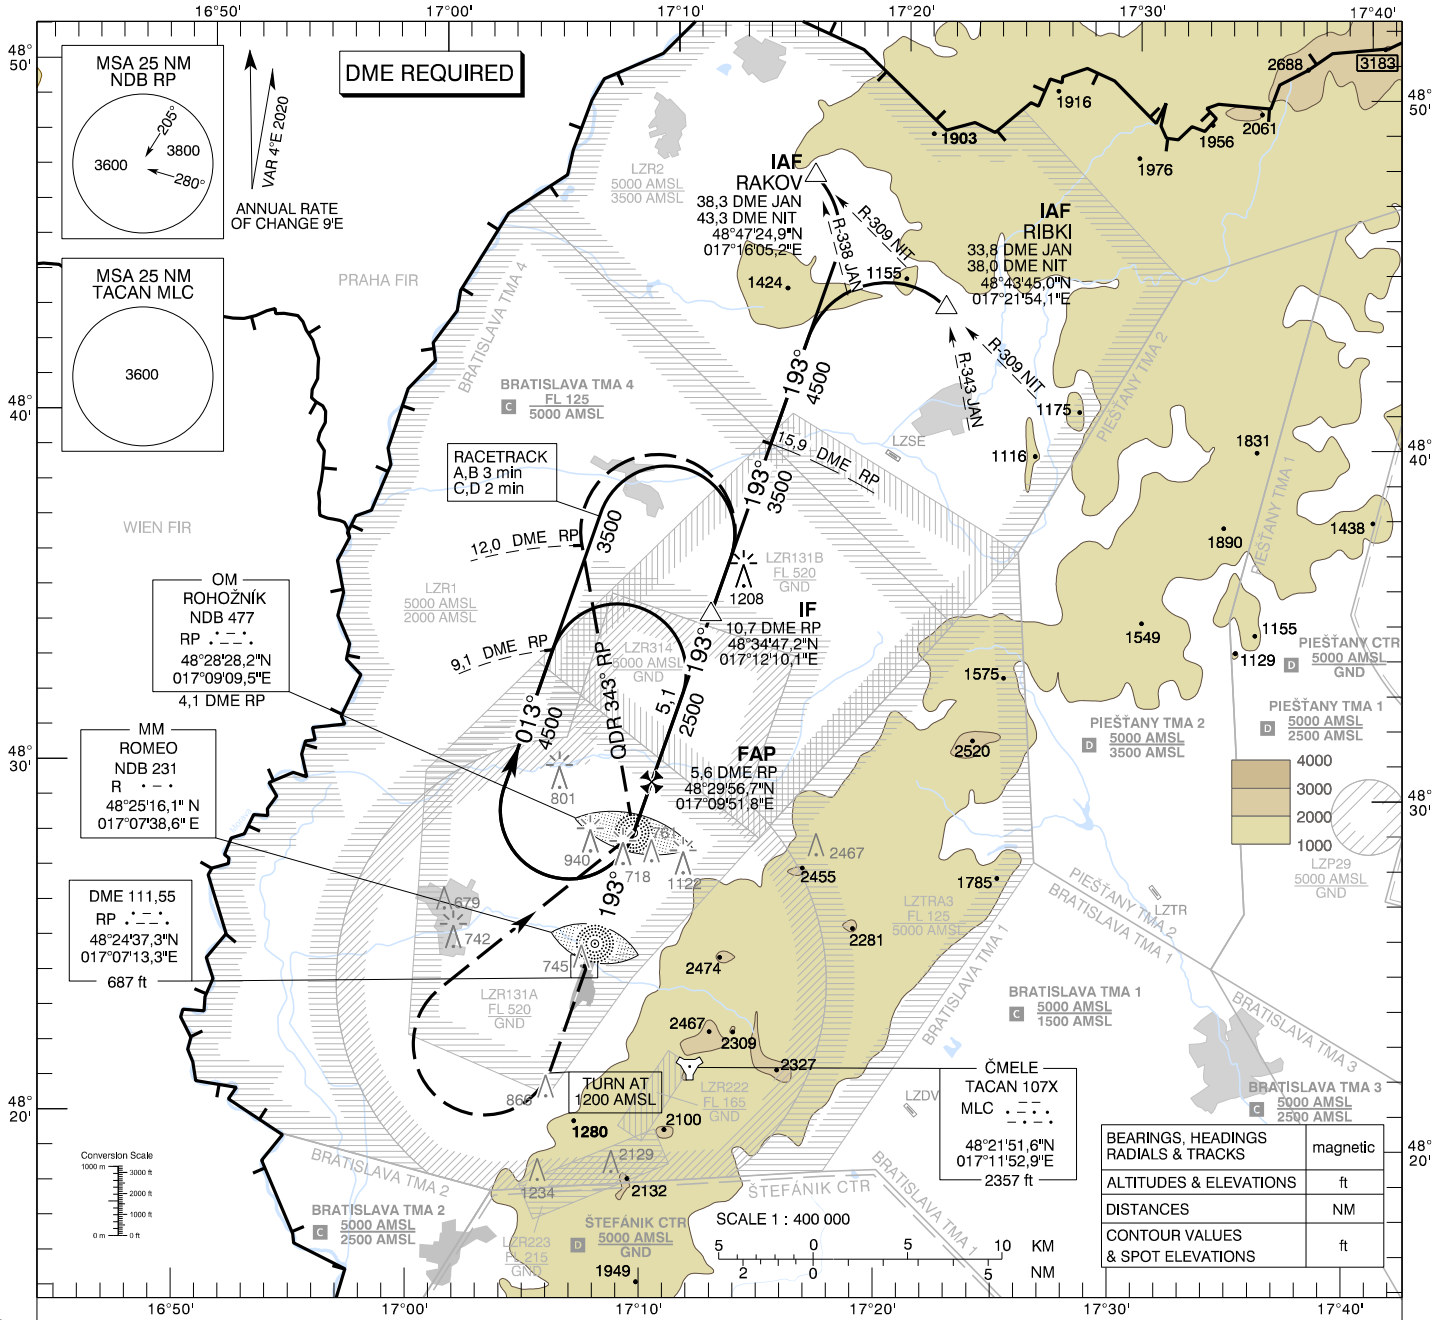 16°50'
17°00'
17°10'
17°20'
17°30'
17°40'
48°
50'
MSA 25 NM
NDB RP
205°
3600
3800
280°
VAR 4°E 2020
ANNUAL RATE
OF CHANGE 9'E
DME REQUIRED
MSA 25 NM
TACAN MLC
3600
PRAHA FIR
WIEN FIR
LZR2
5000 AMSL
3500 AMSL
IAF
RAKOV
38,3 DME JAN
43,3 DME NIT
48°47'24,9"N
017°16'05,2"E
R-338 JAN
R-309 NIT
IAF
RIBKI
33,8 DME JAN
38,0 DME NIT
48°43'45,0"N
017°21'54,1"E
R-309 NIT
R-343 JAN
1903
1916
1976
1956
2061
2688
3183
48°
50'
1424
1155
1175
1116
LZSE
BRATISLAVA TMA 4
BRATISLAVA TMA 4
C
FL 125
5000 AMSL
48°
40'
193°
4500
15,9 DME RP
193°
3500
PIEŠŤANY TMA 2
PIEŠŤANY TMA 1
1831
1890
1438
48°
40'
RACETRACK
A,B 3 min
C,D 2 min
3500
12,0 DME RP
9,1 DME RP
LZR1
5000 AMSL
2000 AMSL
LZR131B
FL 520
GND
1208
IF
10,7 DME RP
48°34'47,2"N
017°12'10,1"E
LZR314
5000 AMSL
GND
193°
5,1
2500
013°
4500
QDR 343° RP
OM
ROHOŽNÍK
NDB 477
RP
48°28'28,2"N
017°09'09,5"E
4,1 DME RP
MM
ROMEO
NDB 231
R
48°25'16,1" N
017°07'38,6" E
DME 111,55
RP
48°24'37,3"N
017°07'13,3"E
687 ft
FAP
5,6 DME RP
48°29'56,7"N
017°09'51,8"E
1549
1155
1129
PIEŠŤANY CTR
D
5000 AMSL
GND
1575
2520
PIEŠŤANY TMA 2
D
5000 AMSL
3500 AMSL
PIEŠŤANY TMA 1
D
5000 AMSL
2500 AMSL
4000
3000
2000
1000
LZP29
5000 AMSL
GND
48°
30'
48°
30'
801
940
718
761
1122
193°
679
742
745
2467
2455
1785
2281
2474
LZTRA3
FL 125
5000 AMSL
PIEŠŤANY TMA 2
BRATISLAVA TMA 1
LZTR
BRATISLAVA TMA 1
BRATISLAVA TMA 3
LZR131A
FL 520
GND
2467
2309
2327
BRATISLAVA TMA 1
C
5000 AMSL
1500 AMSL
ČMELE
TACAN 107X
MLC
48°21'51,6"N
017°11'52,9"E
2357 ft
LZDV
TURN AT
1200 AMSL
LZR222
FL 165
GND
2100
1280
2129
2132
1234
BRATISLAVA TMA 3
C
5000 AMSL
2500 AMSL
48°
20'
48°
20'
Conversion Scale
1000 m
3000 ft
2000 ft
1000 ft
0 m
0 ft
BRATISLAVA TMA 2
BRATISLAVA TMA 2
C
5000 AMSL
2500 AMSL
LZR223
FL 215
GND
ŠTEFÁNIK CTR
D
5000 AMSL
GND
1949
ŠTEFÁNIK CTR
BRATISLAVA TMA 1
SCALE 1 : 400 000
5 0 5 10 KM
2 0 5 NM
BEARINGS, HEADINGS
RADIALS & TRACKS
magnetic
ALTITUDES & ELEVATIONS ft
DISTANCES NM
CONTOUR VALUES
& SPOT ELEVATIONS
ft
16°50'
17°00'
17°10'
17°20'
17°30'
17°40'